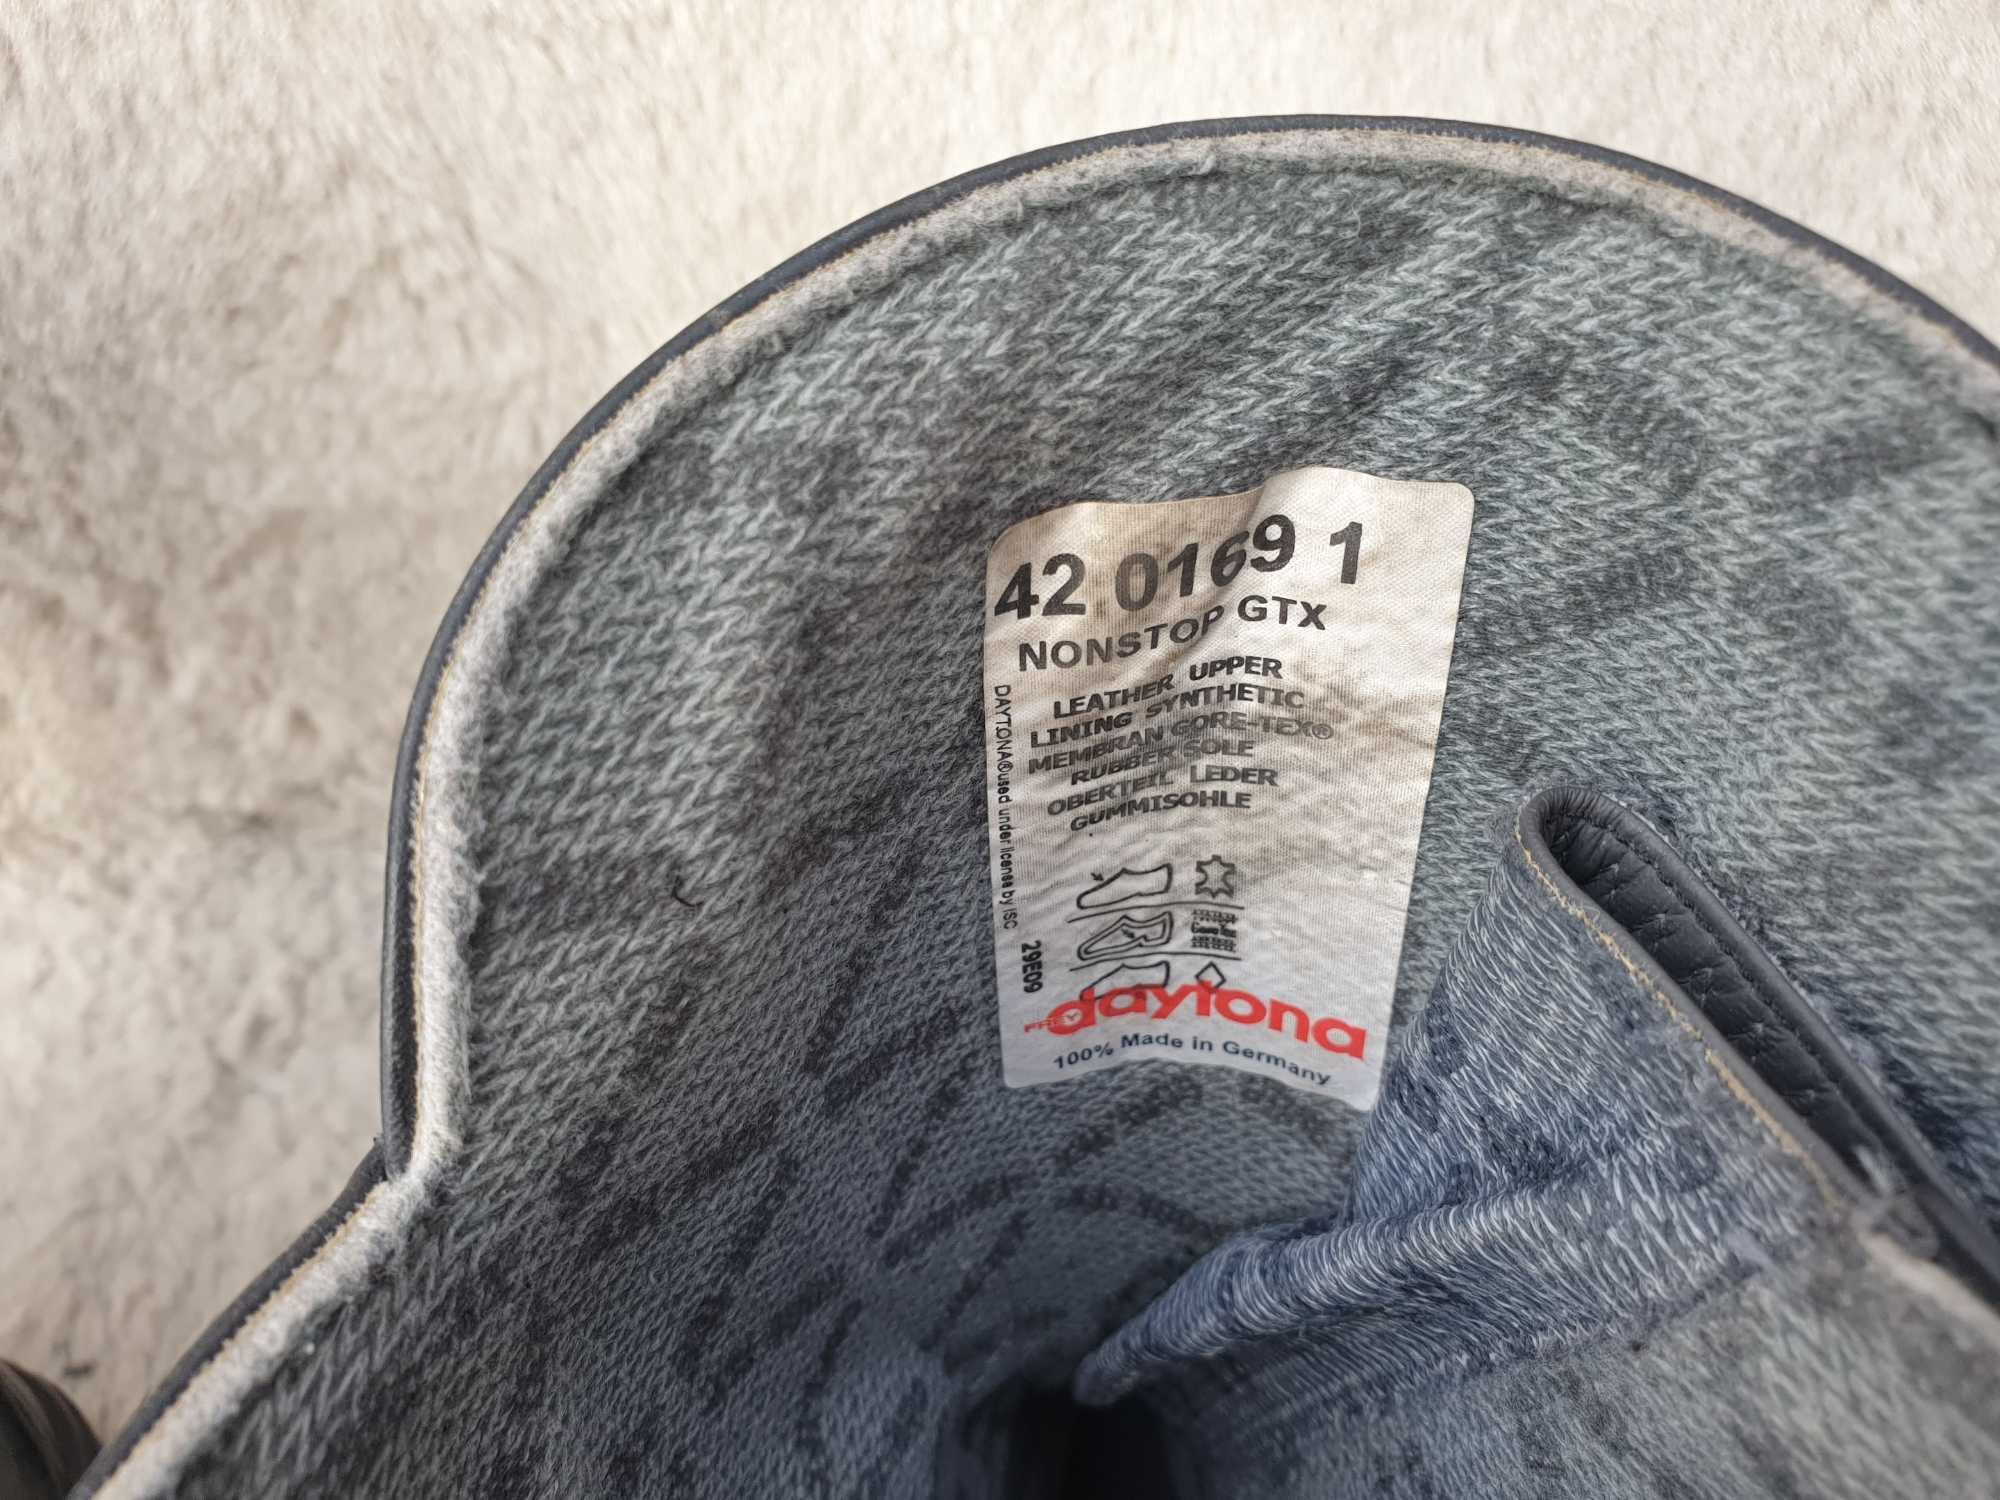 42 0169 1
NONSTOP GTX
LEATHER UPPER
LINING SYNTHETIC
MEMBRAN GORE-TEX®
RUBBER SOLE
OBERTEIL LEDER
GUMMISOHLE
DAYTONA®used under license by ISC
29E09
FREY daytona
100% Made in Germany